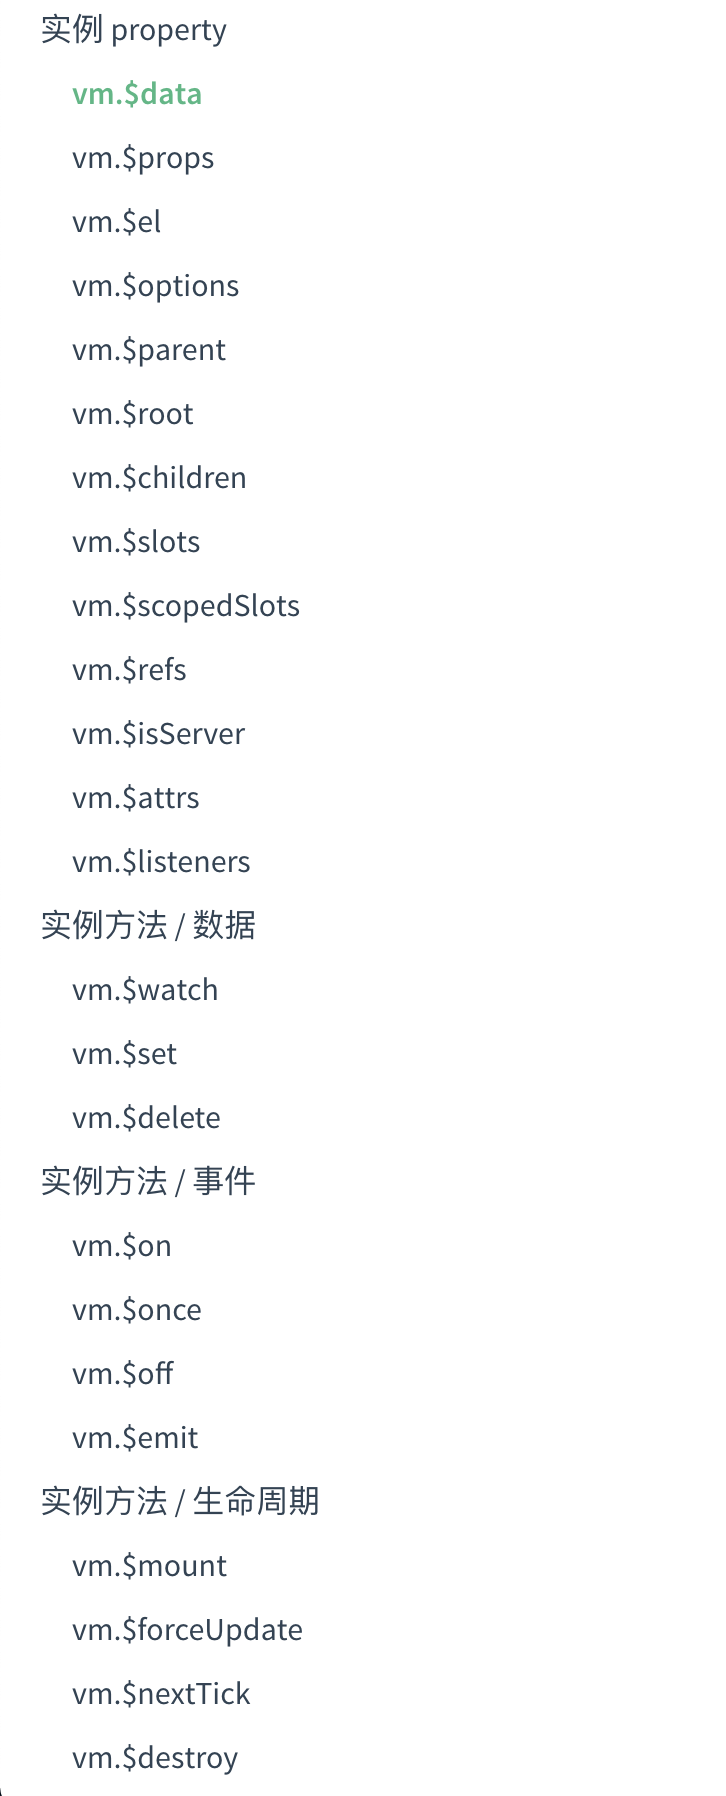 实例 property
vm.$data
vm.$props
vm.$el
vm.$options
vm.$parent
vm.$root
vm.$children
vm.$slots
vm.$scopedSlots
vm.$refs
vm.$isServer
vm.$attrs
vm.$listeners
实例方法 / 数据
vm.$watch
vm.$set
vm.$delete
实例方法 / 事件
vm.$on
vm.$once
vm.$off
vm.$emit
实例方法 / 生命周期
vm.$mount
vm.$forceUpdate
vm.$nextTick
vm.$destroy